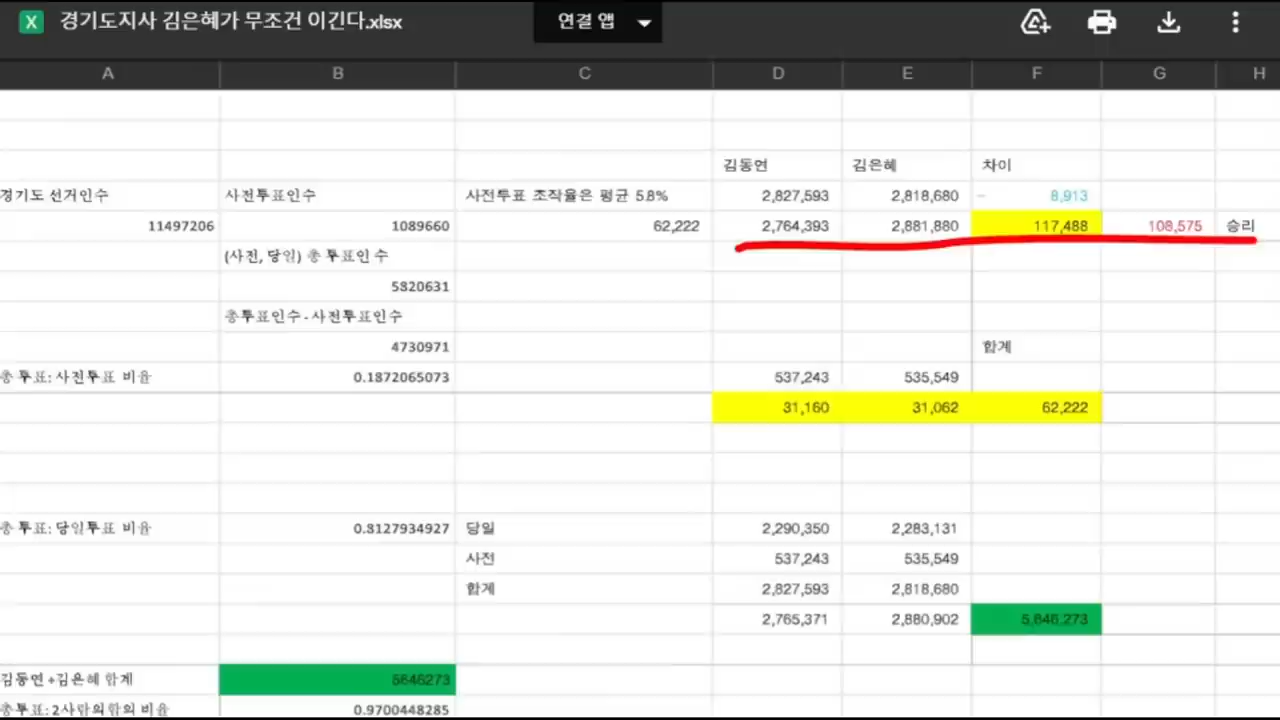 X 경기도지사 김은혜가 무조건 이긴다.xlsx 연결 앱
A B C D E F G H
김동연 김은혜 차이
경기도 선거인수 사전투표인수 사전투표 조작율은 평균 5.8% 2,827,593 2,818,680 - 8,913
11497206 1089660 62,222 2,764,393 2,881,880 117,488 108,575 승리
(사전, 당일) 총 투표인 수
5820631
총투표인수 - 사전투표인수
4730971 합계
총 투표: 사전투표 비율 0.1872065073 537,243 535,549
31,160 31,062 62,222
총 투표: 당일투표 비율 0.8127934927 당일 2,290,350 2,283,131
사전 537,243 535,549
합계 2,827,593 2,818,680
2,765,371 2,880,902 5,646,273
김동연 +김은혜 합계 5646273
총투표: 2사람의합의 비율 0.9700448285